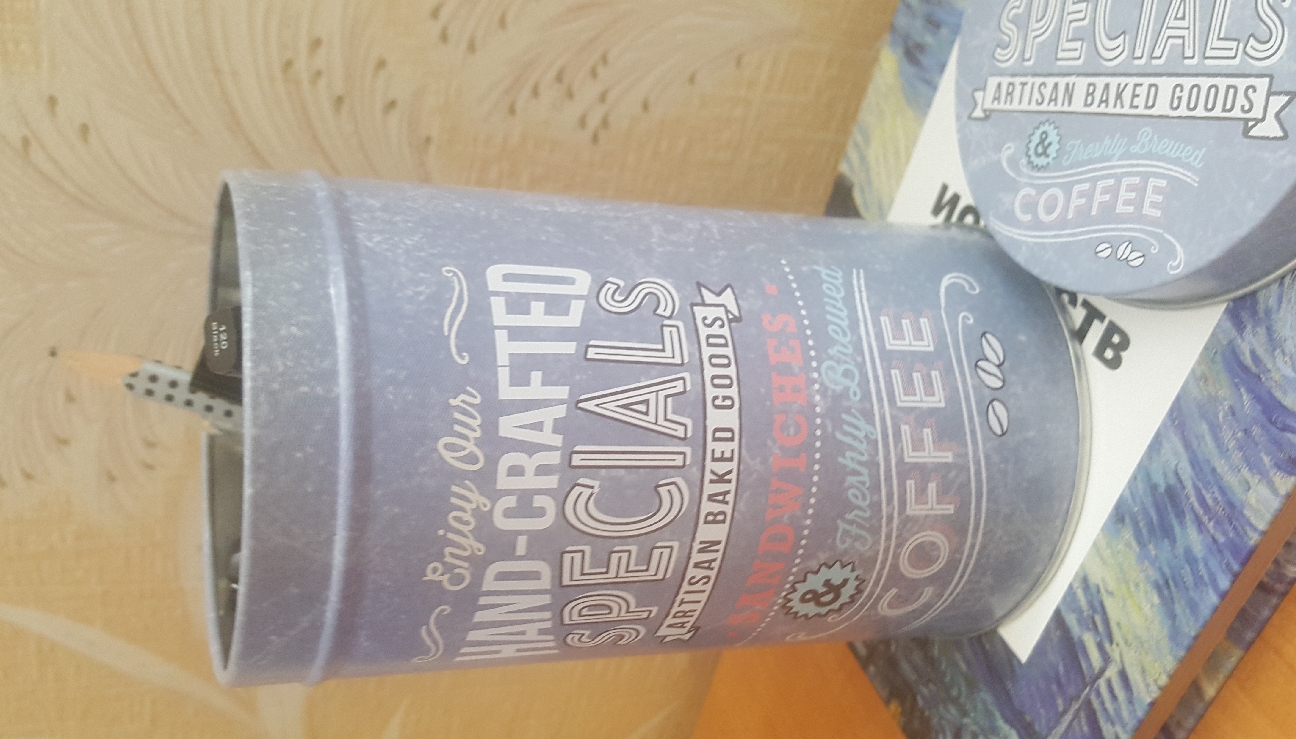 Enjoy Our
HAND-CRAFTED
SPECIALS
ARTISAN BAKED GOODS
SANDWICHES
& Freshly Brewed
COFFEE
120
SPECIALS
ARTISAN BAKED GOODS
& Freshly Brewed
COFFEE